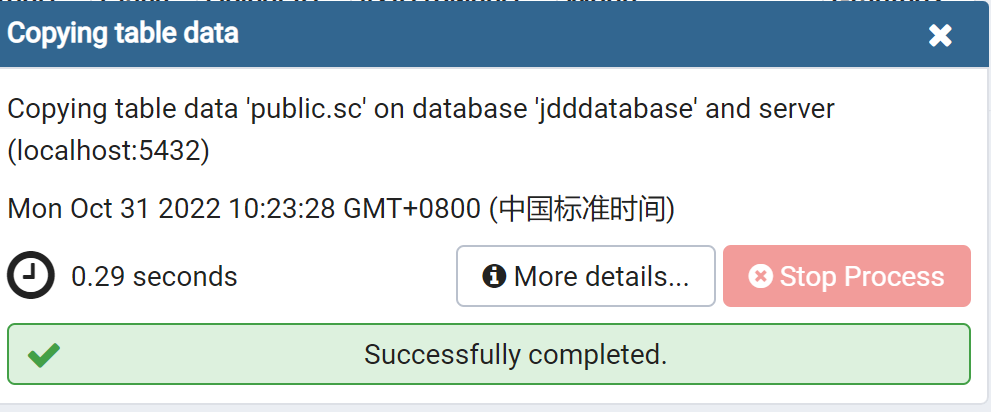 Copying table data
Copying table data 'public.sc' on database 'jdddatabase' and server
(localhost:5432)
Mon Oct 31 2022 10:23:28 GMT+0800 (中国标准时间)
0.29 seconds
More details...
Stop Process
Successfully completed.